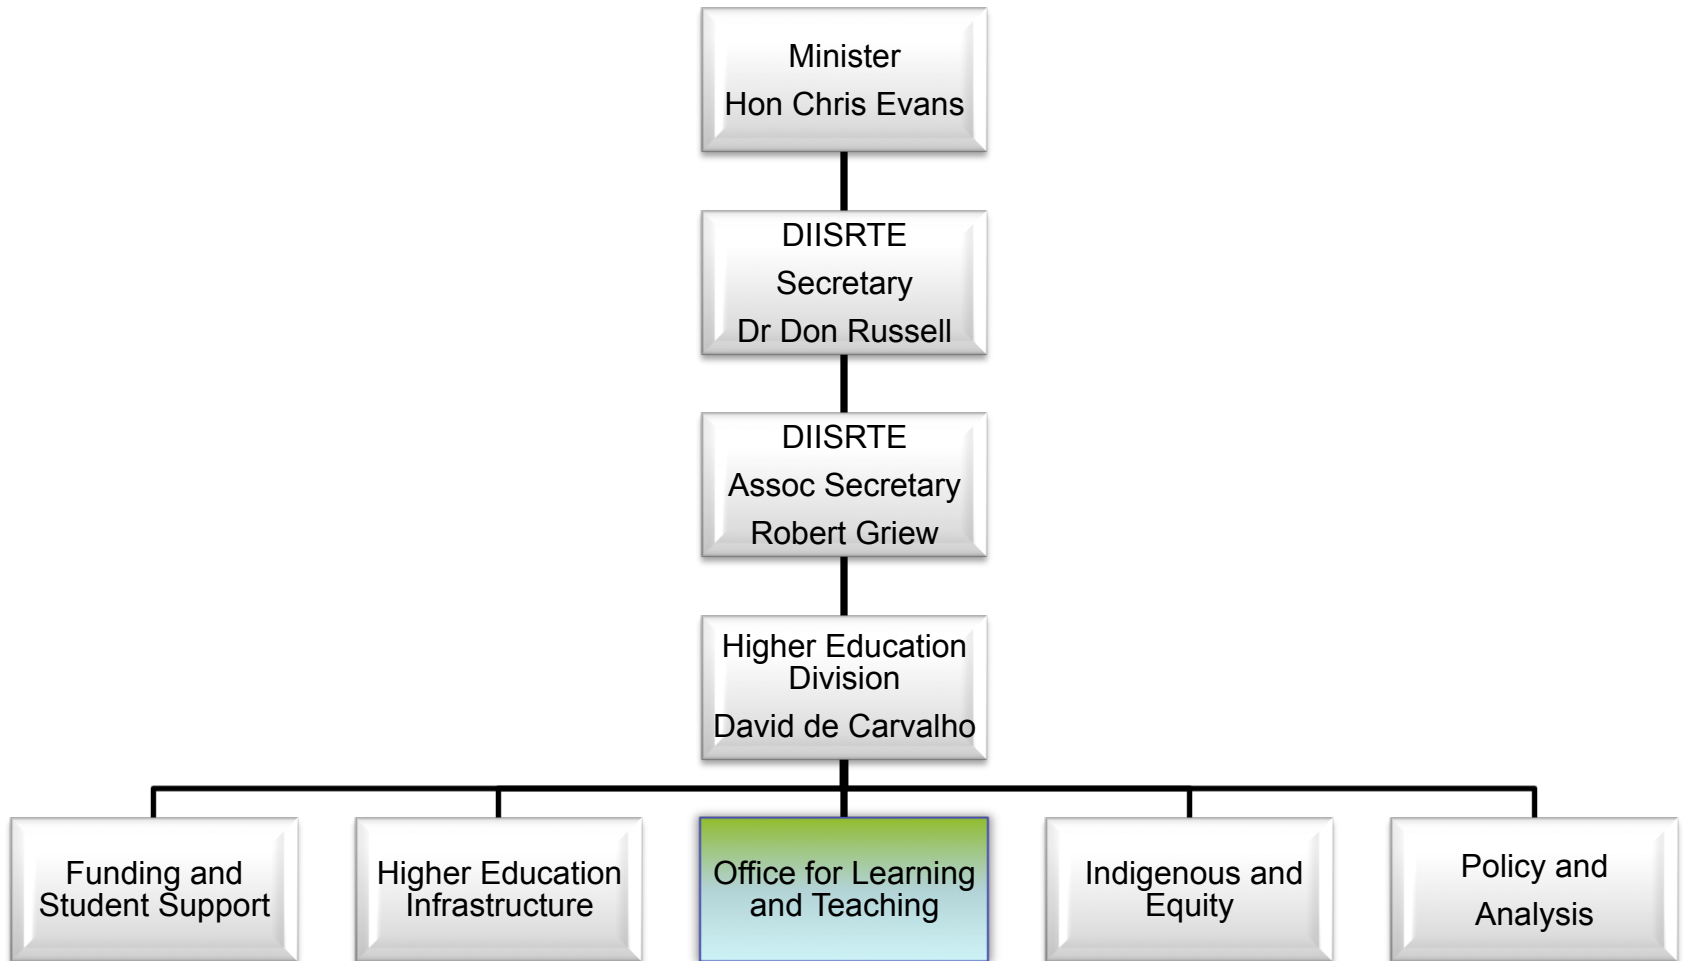 Minister
Hon Chris Evans
DIISRTE
Secretary
Dr Don Russell
DIISRTE
Assoc Secretary
Robert Griew
Higher Education
Division
David de Carvalho
Funding and
Student Support
Higher Education
Infrastructure
Office for Learning
and Teaching
Indigenous and
Equity
Policy and
Analysis